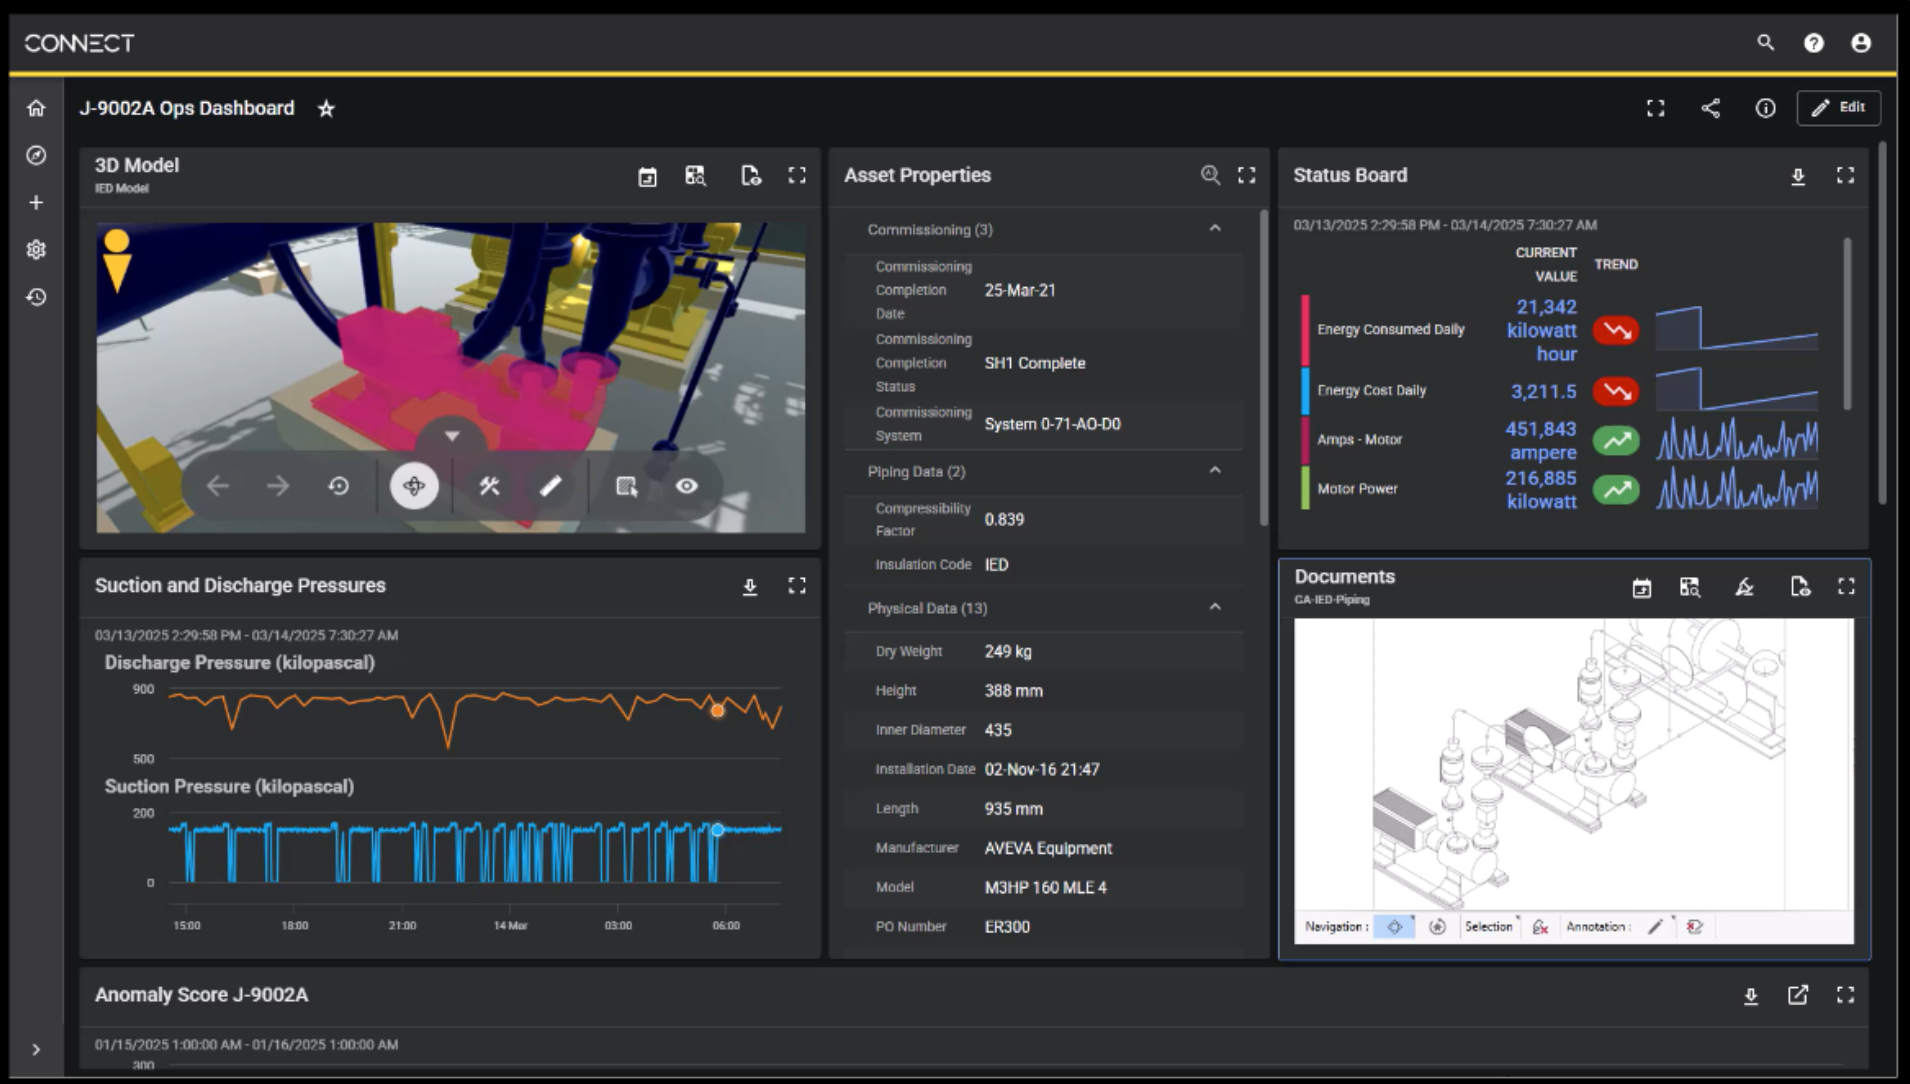 CONNECT
J-9002A Ops Dashboard
Edit
3D Model
IED Model
Asset Properties
Commissioning (3)
Commissioning
Completion
Date
25-Mar-21
Commissioning
Completion
Status
SH1 Complete
Commissioning
System
System 0-71-AO-D0
Piping Data (2)
Compressibility
Factor
0.839
Insulation Code IED
Physical Data (13)
Dry Weight 249 kg
Height 388 mm
Inner Diameter 435
Installation Date 02-Nov-16 21:47
Length 935 mm
Manufacturer AVEVA Equipment
Model M3HP 160 MLE 4
PO Number ER300
Status Board
03/13/2025 2:29:58 PM - 03/14/2025 7:30:27 AM
CURRENT
VALUE
TREND
Energy Consumed Daily
21,342
kilowatt
hour
Energy Cost Daily 3,211.5
Amps - Motor
451,843
ampere
Motor Power
216,885
kilowatt
Suction and Discharge Pressures
03/13/2025 2:29:58 PM - 03/14/2025 7:30:27 AM
Discharge Pressure (kilopascal)
900
500
Suction Pressure (kilopascal)
200
0
15:00 18:00 21:00 14 Mar 03:00 06:00
Documents
CA-IED-Piping
Navigation : Selection Annotation :
Anomaly Score J-9002A
01/15/2025 1:00:00 AM - 01/16/2025 1:00:00 AM
300